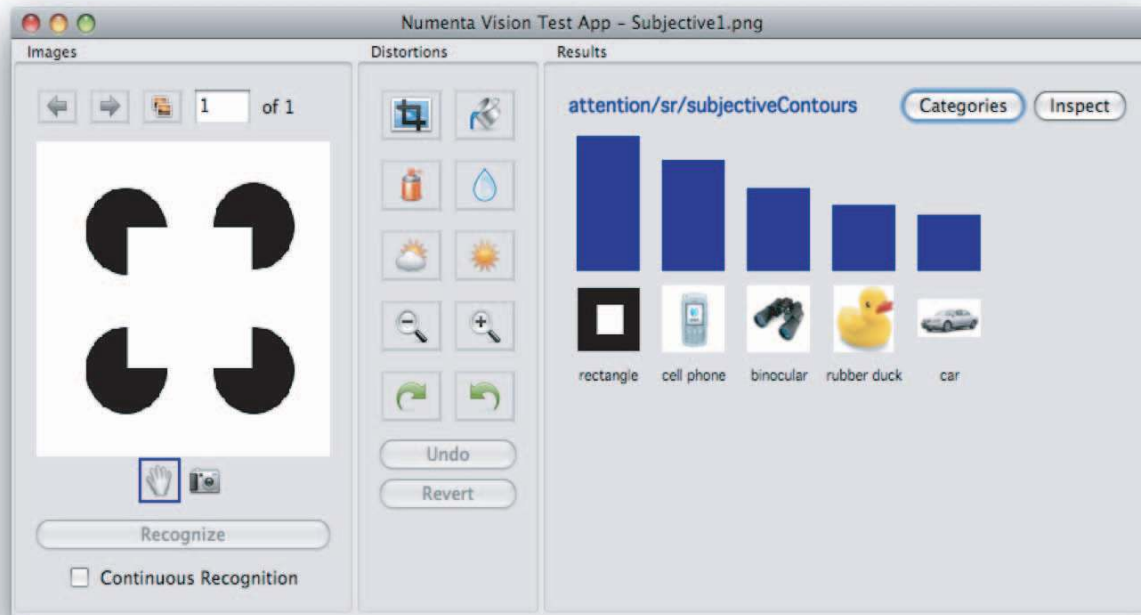 Numenta Vision Test App – Subjective1.png
Images
Distortions
Results
1 of 1
attention/sr/subjectiveContours
Categories
Inspect
rectangle
cell phone
binocular
rubber duck
car
Undo
Revert
Recognize
Continuous Recognition